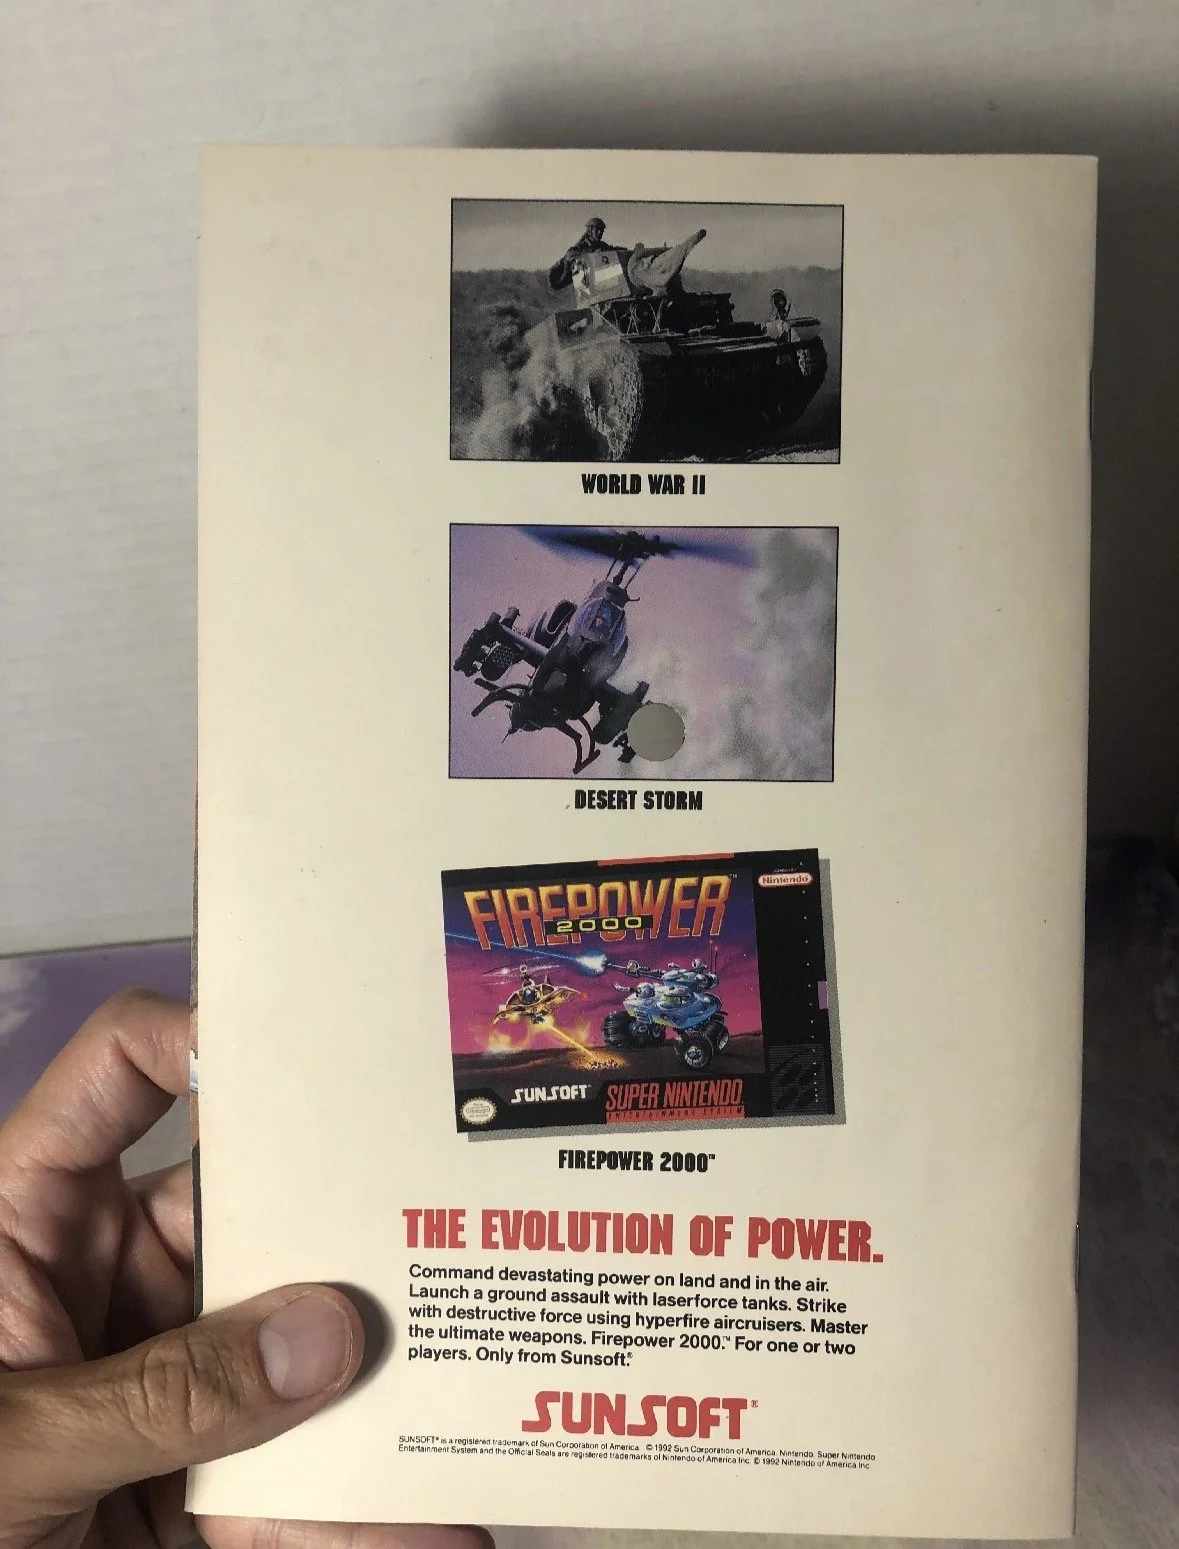 WORLD WAR II
DESERT STORM
FIREPOWER™
2000
Nintendo
SUNSOFT®
SUPER NINTENDO
ENTERTAINMENT SYSTEM
FIREPOWER 2000™
THE EVOLUTION OF POWER.
Command devastating power on land and in the air.
Launch a ground assault with laserforce tanks. Strike
with destructive force using hyperfire aircruisers. Master
the ultimate weapons. Firepower 2000.™ For one or two
players. Only from Sunsoft.®
SUNSOFT®
SUNSOFT® is a registered trademark of Sun Corporation of America. © 1992 Sun Corporation of America. Nintendo, Super Nintendo
Entertainment System and the Official Seals are registered trademarks of Nintendo of America Inc. © 1992 Nintendo of America Inc.